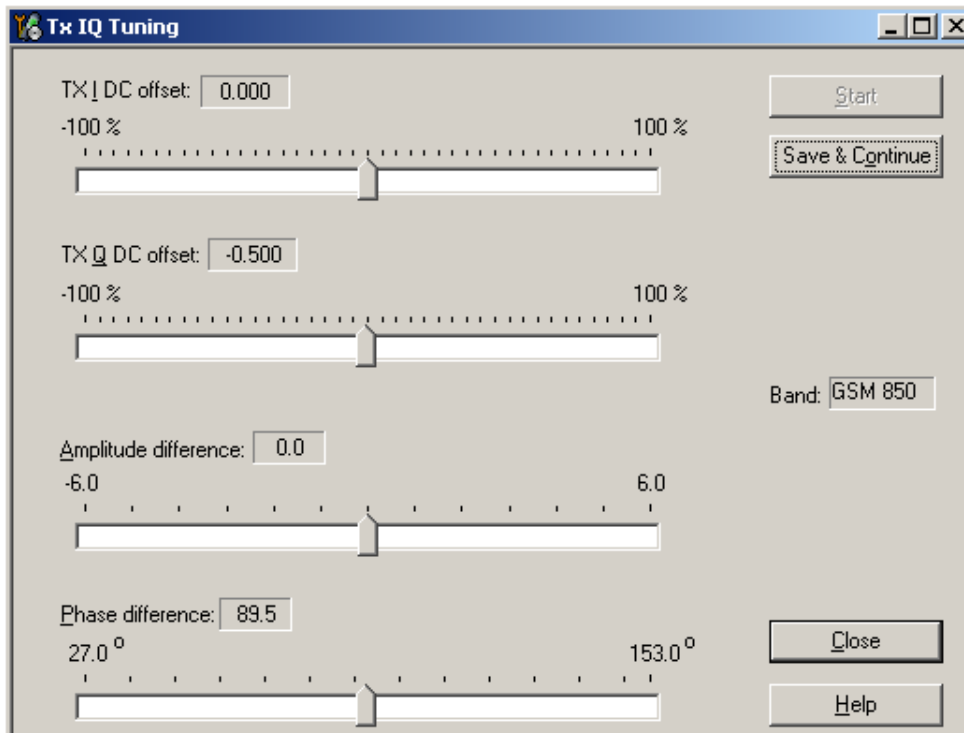 Tx IQ Tuning
TX I DC offset: 0.000
-100 % 100 %
Start
Save & Continue
TX Q DC offset: -0.500
-100 % 100 %
Band: GSM 850
Amplitude difference: 0.0
-6.0 6.0
Phase difference: 89.5
27.0 º 153.0 º
Close
Help